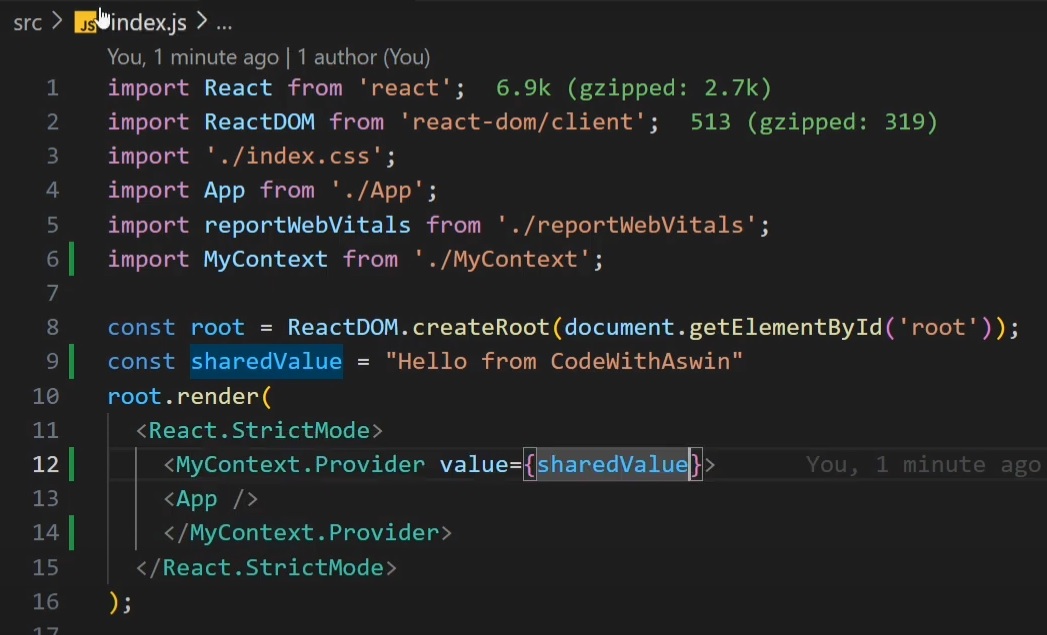 src > JS index.js > ...
You, 1 minute ago | 1 author (You)
1 import React from 'react'; 6.9k (gzipped: 2.7k)
2 import ReactDOM from 'react-dom/client'; 513 (gzipped: 319)
3 import './index.css';
4 import App from './App';
5 import reportWebVitals from './reportWebVitals';
6 import MyContext from './MyContext';
7
8 const root = ReactDOM.createRoot(document.getElementById('root'));
9 const sharedValue = "Hello from CodeWithAswin"
10 root.render(
11 <React.StrictMode>
12 <MyContext.Provider value={sharedValue}> You, 1 minute ago
13 <App />
14 </MyContext.Provider>
15 </React.StrictMode>
16 );
17